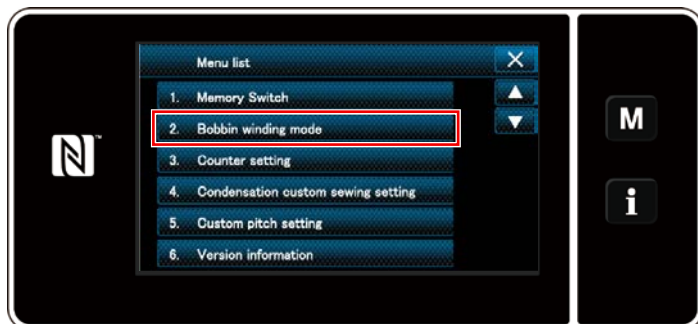 Menu list
1. Memory Switch
2. Bobbin winding mode
3. Counter setting
4. Condensation custom sewing setting
5. Custom pitch setting
6. Version information
M
i